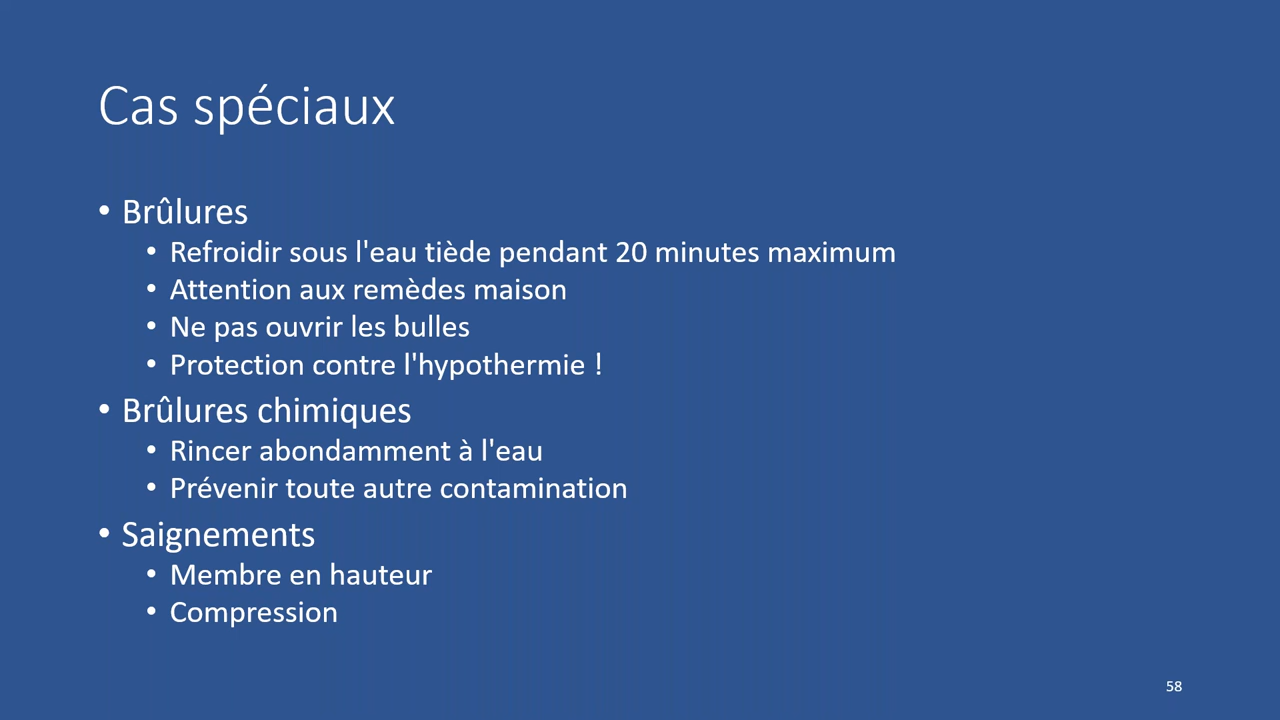 Cas spéciaux
• Brûlures
• Refroidir sous l'eau tiède pendant 20 minutes maximum
• Attention aux remèdes maison
• Ne pas ouvrir les bulles
• Protection contre l'hypothermie !
• Brûlures chimiques
• Rincer abondamment à l'eau
• Prévenir toute autre contamination
• Saignements
• Membre en hauteur
• Compression
58